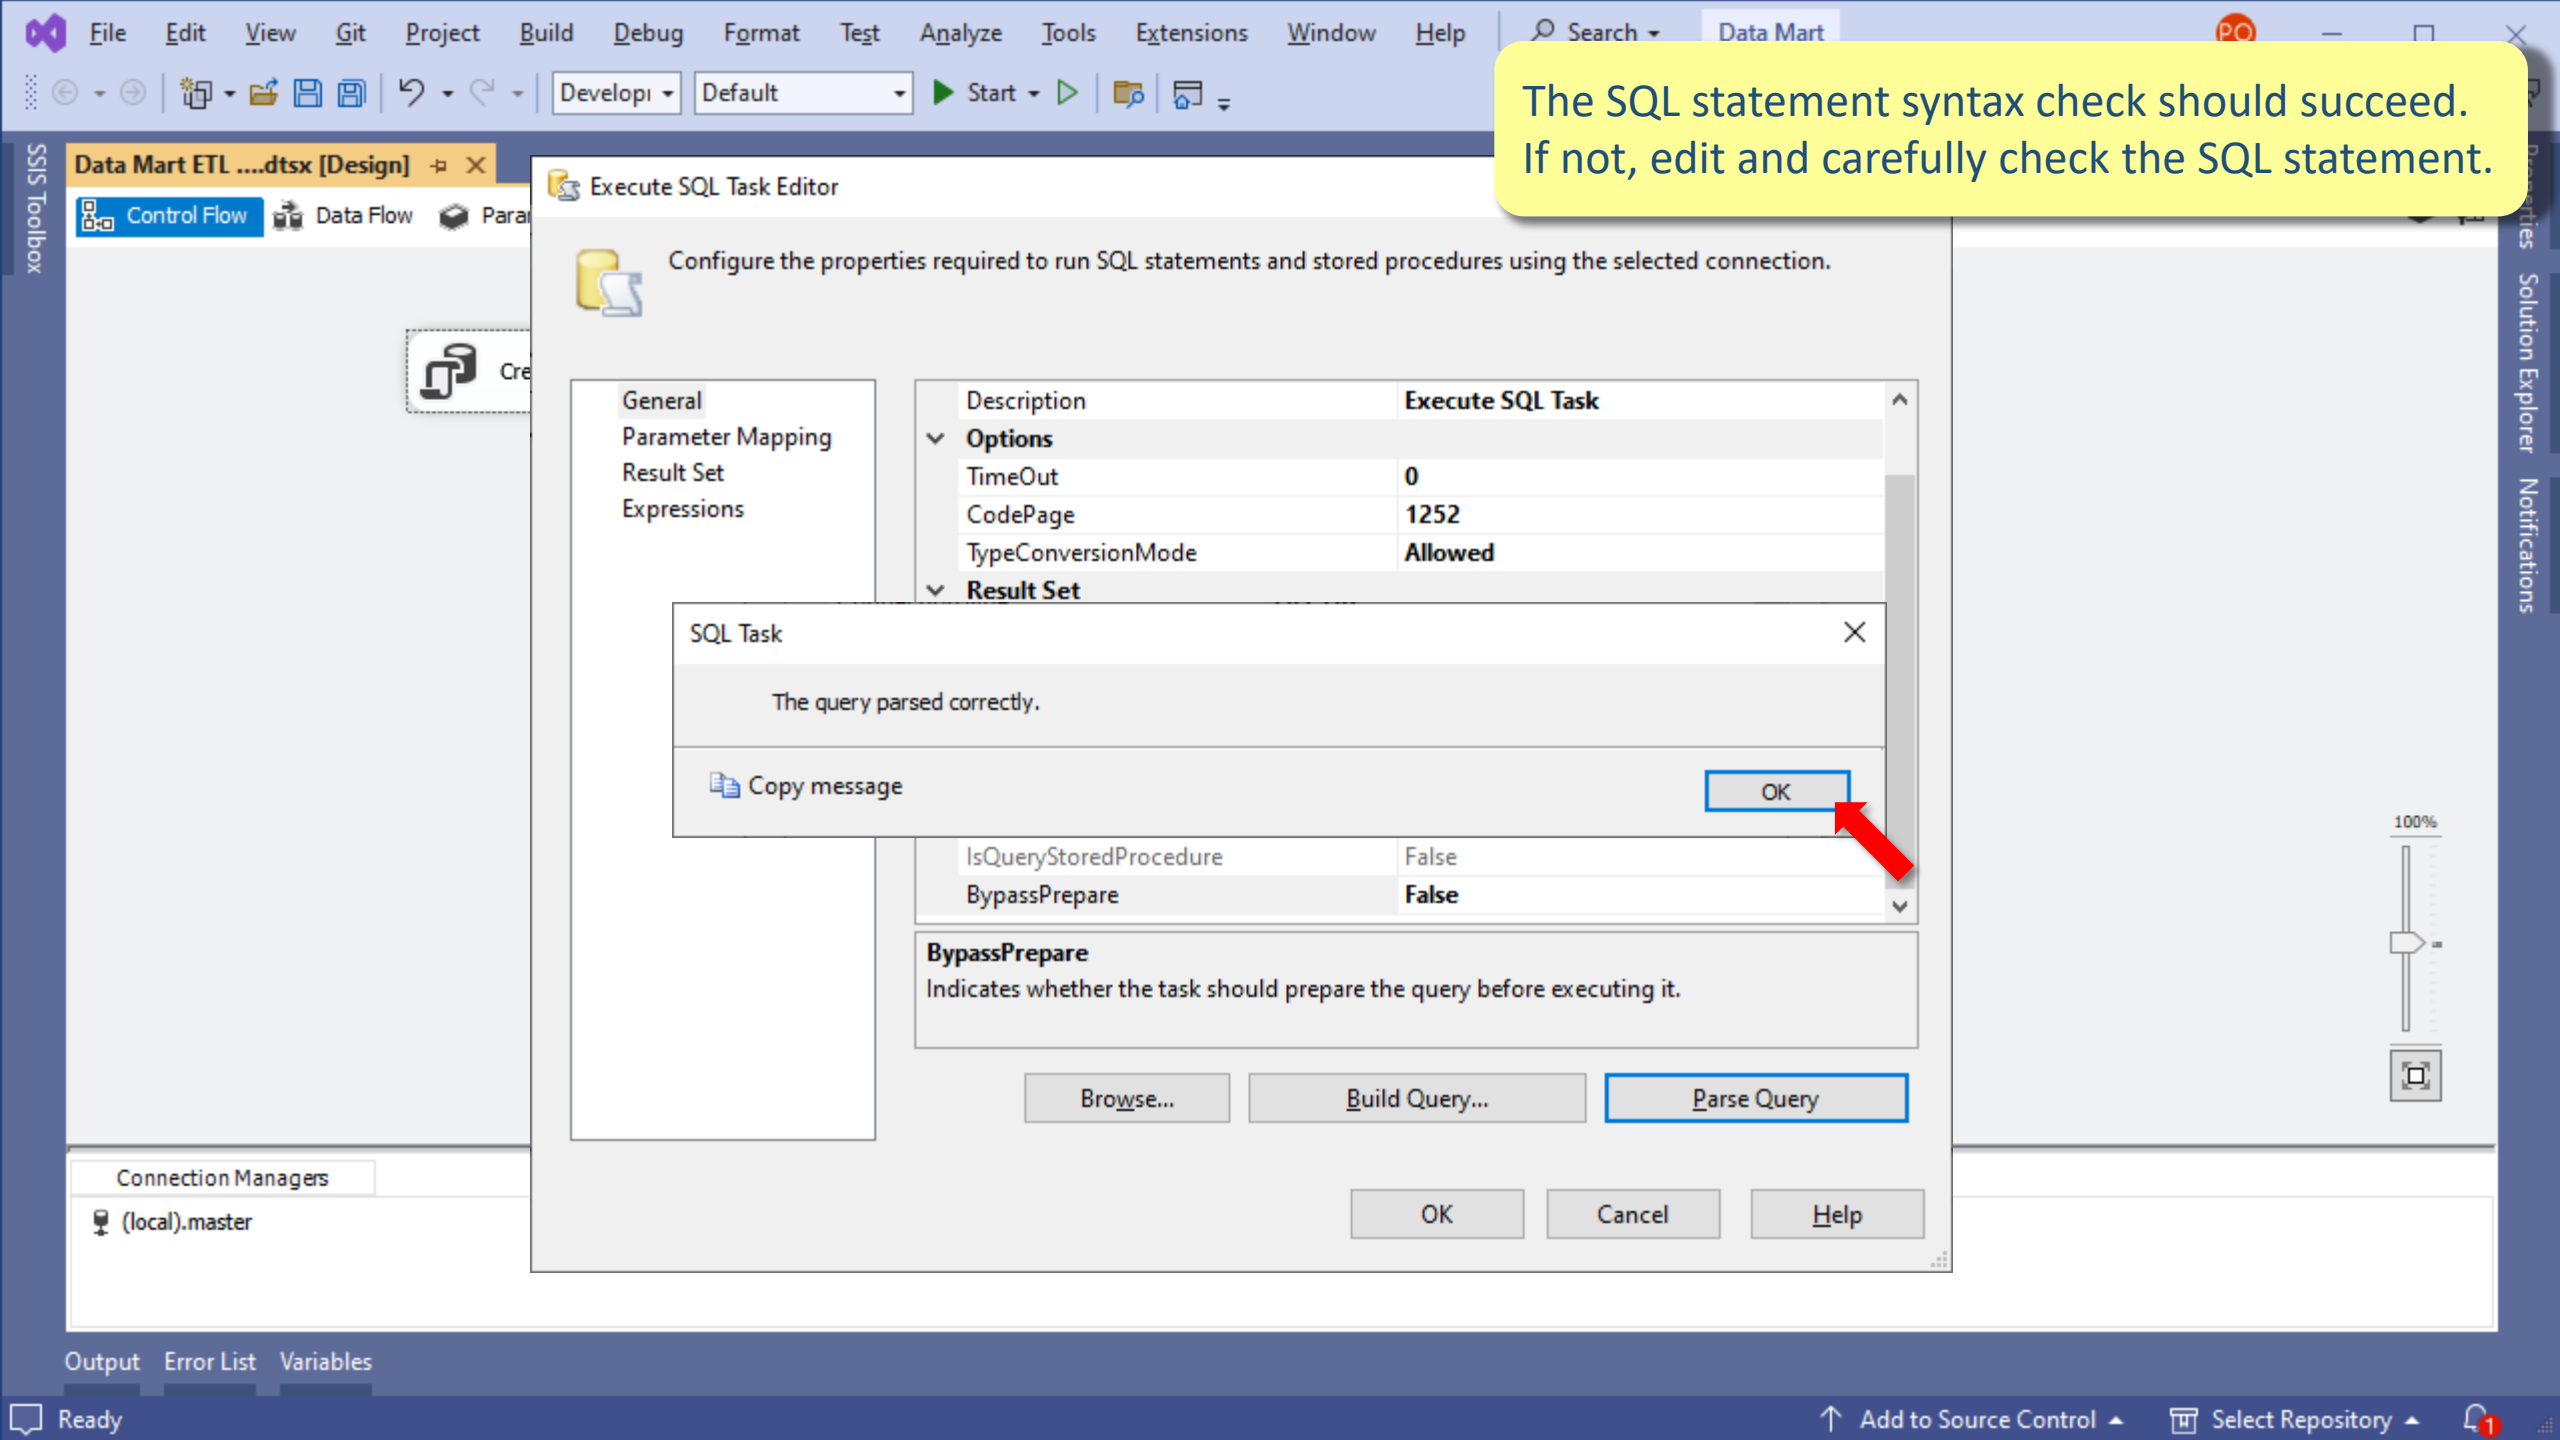 File Edit View Git Project Build Debug Format Test Analyze Tools Extensions Window Help Search Data Mart PO
Default Start
The SQL statement syntax check should succeed.
If not, edit and carefully check the SQL statement.
SSIS Toolbox
Data Mart ETL ....dtsx [Design]
Control Flow Data Flow
Execute SQL Task Editor
Configure the properties required to run SQL statements and stored procedures using the selected connection.
General
Parameter Mapping
Result Set
Expressions
Description Execute SQL Task
Options
TimeOut 0
CodePage 1252
TypeConversionMode Allowed
Result Set
SQL Task
The query parsed correctly.
Copy message
OK
IsQueryStoredProcedure False
BypassPrepare False
BypassPrepare
Indicates whether the task should prepare the query before executing it.
Browse... Build Query... Parse Query
OK Cancel Help
100%
Solution Explorer
Notifications
Connection Managers
(local).master
Output Error List Variables
Ready Add to Source Control Select Repository 1